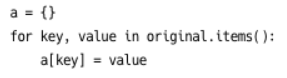 a = {}
for key, value in original.items():
    a[key] = value